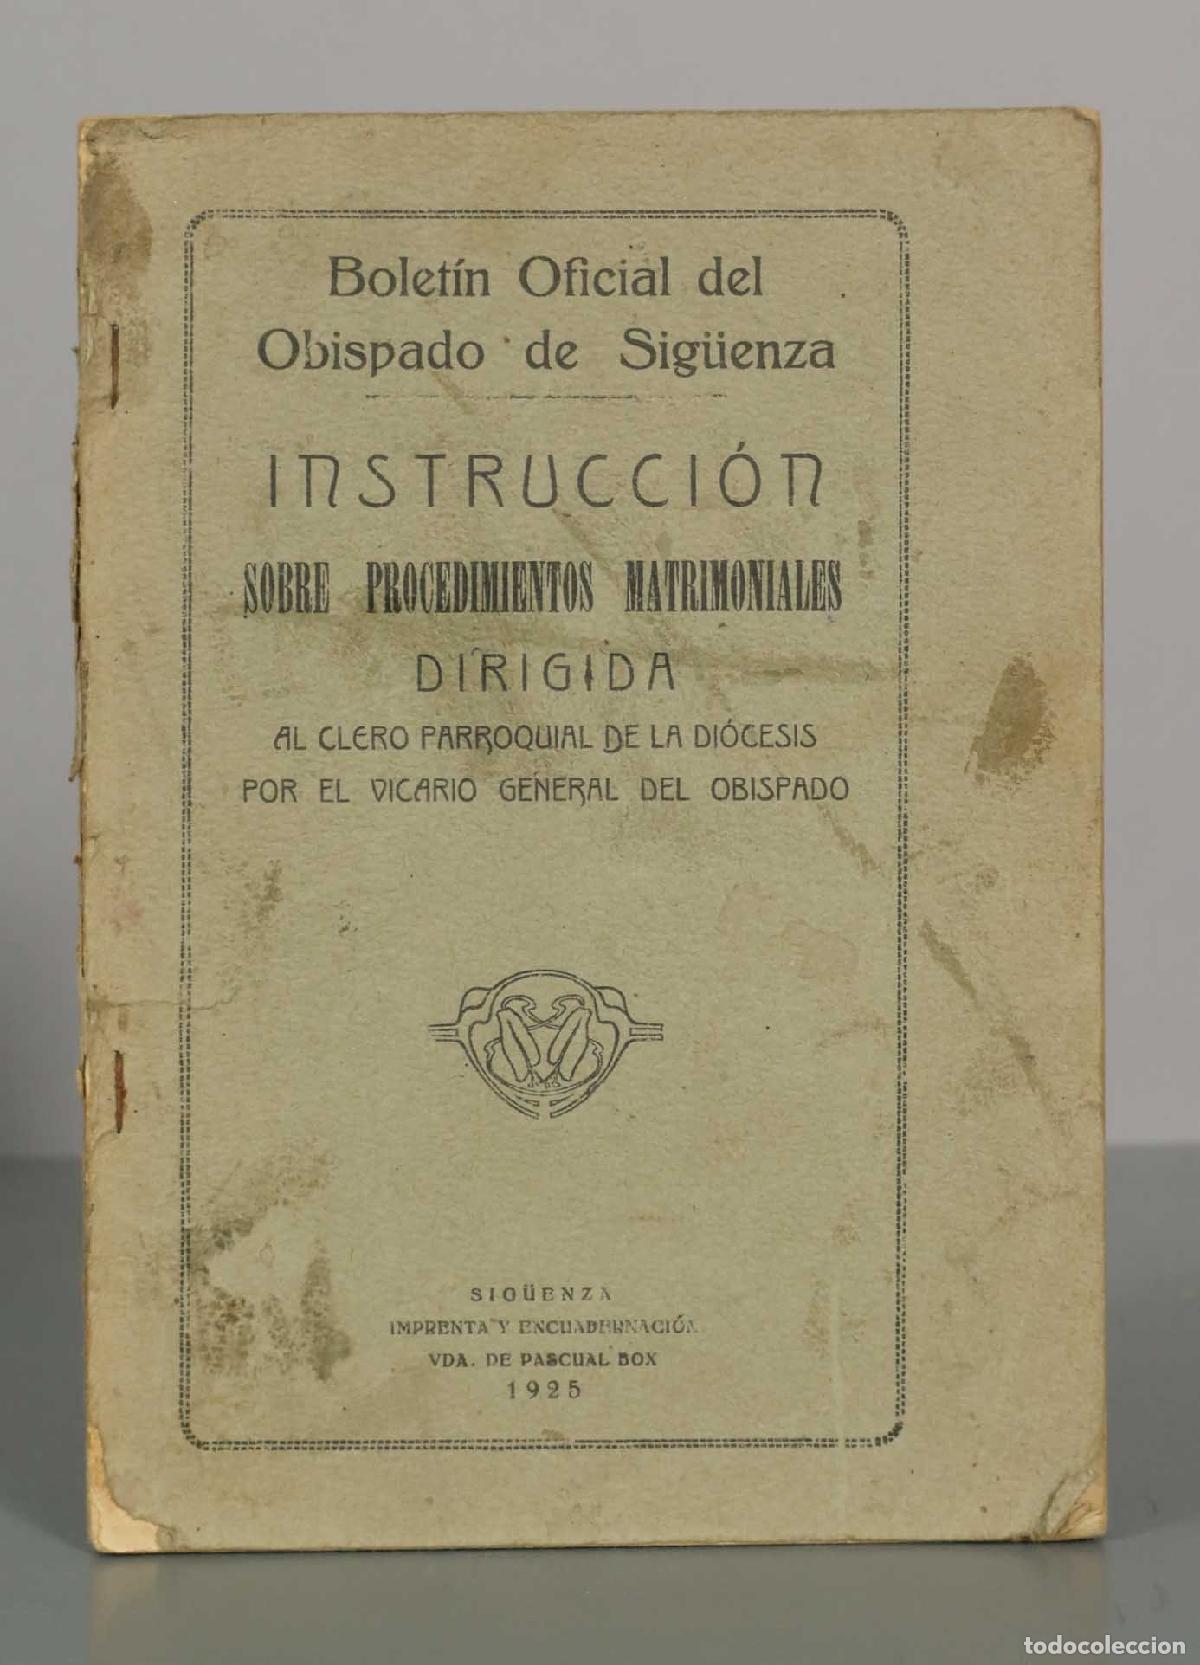 Boletín Oficial del
Obispado de Sigüenza
INSTRUCCIÓN
SOBRE PROCEDIMIENTOS MATRIMONIALES
DIRIGIDA
AL CLERO PARROQUIAL DE LA DIÓCESIS
POR EL VICARIO GENERAL DEL OBISPADO
SIGÜENZA
IMPRENTA Y ENCUADERNACIÓN
VDA. DE PASCUAL BOX
1925
todocoleccion